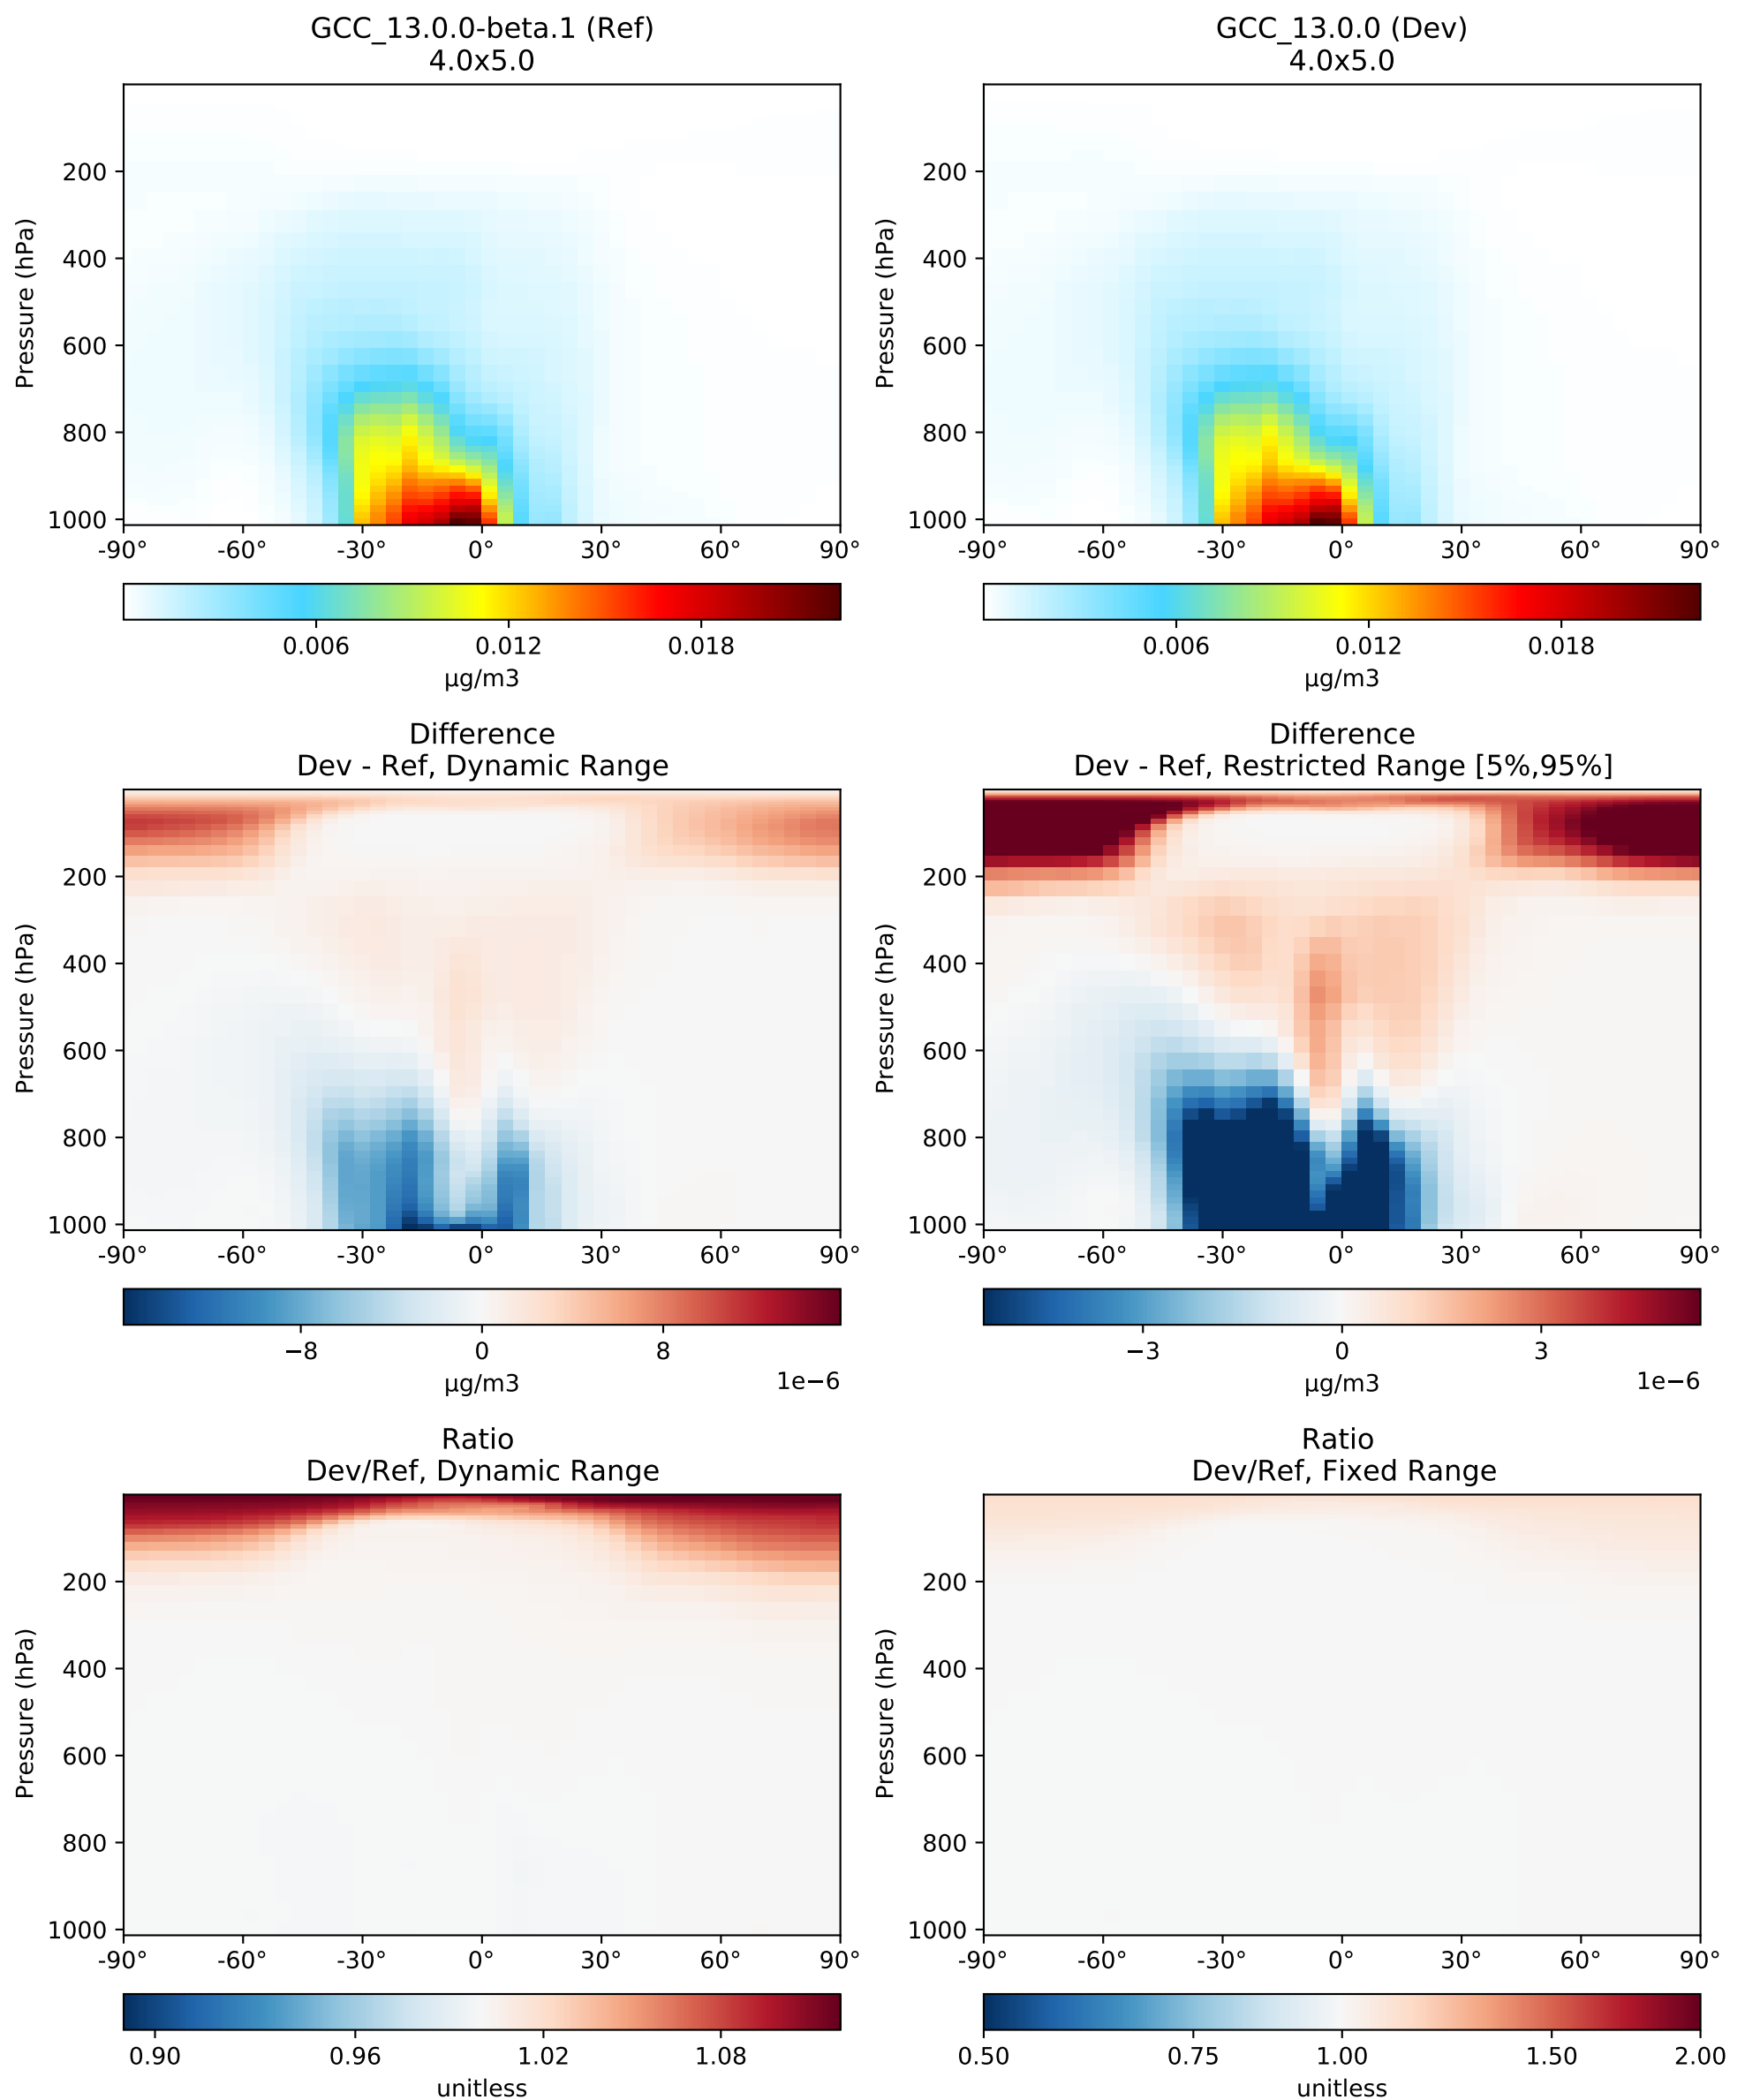 GCC_13.0.0-beta.1 (Ref)
4.0x5.0
GCC_13.0.0 (Dev)
4.0x5.0
Pressure (hPa)
200
400
600
800
1000
-90° -60° -30° 0° 30° 60° 90°
0.006 0.012 0.018
µg/m3
Pressure (hPa)
200
400
600
800
1000
-90° -60° -30° 0° 30° 60° 90°
0.006 0.012 0.018
µg/m3
Difference
Dev - Ref, Dynamic Range
Pressure (hPa)
200
400
600
800
1000
-90° -60° -30° 0° 30° 60° 90°
−8 0 8
µg/m3
1e−6
Difference
Dev - Ref, Restricted Range [5%,95%]
Pressure (hPa)
200
400
600
800
1000
-90° -60° -30° 0° 30° 60° 90°
−3 0 3
µg/m3
1e−6
Ratio
Dev/Ref, Dynamic Range
Pressure (hPa)
200
400
600
800
1000
-90° -60° -30° 0° 30° 60° 90°
0.90 0.96 1.02 1.08
unitless
Ratio
Dev/Ref, Fixed Range
Pressure (hPa)
200
400
600
800
1000
-90° -60° -30° 0° 30° 60° 90°
0.50 0.75 1.00 1.50 2.00
unitless